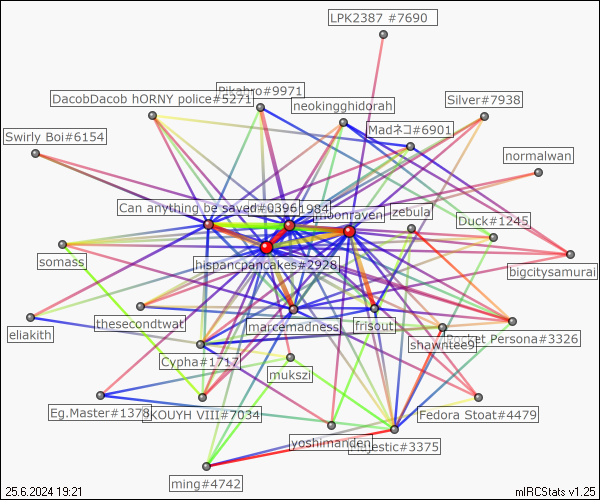 LPK2387 #7690
Pikahro#9971
DacobDacob hORNY police#5271
neokingghidorah
Silver#7938
Madネコ#6901
Swirly Boi#6154
normalwan
Can anything be saved#0396
1984
moonraven
zebula
Duck#1245
somass
hispancpancakes#2928
bigcitysamurai
eliakith
thesecondtwat
marcemadness
frisout
Shawntee9
Pocket Persona#3326
Cypha#1717
mukszi
Eg.Master#1378
KOUYH VIII#7034
Fedora Stoat#4479
yoshimanden
Majestic#3375
ming#4742
25.6.2024 19:21
mIRCStats v1.25